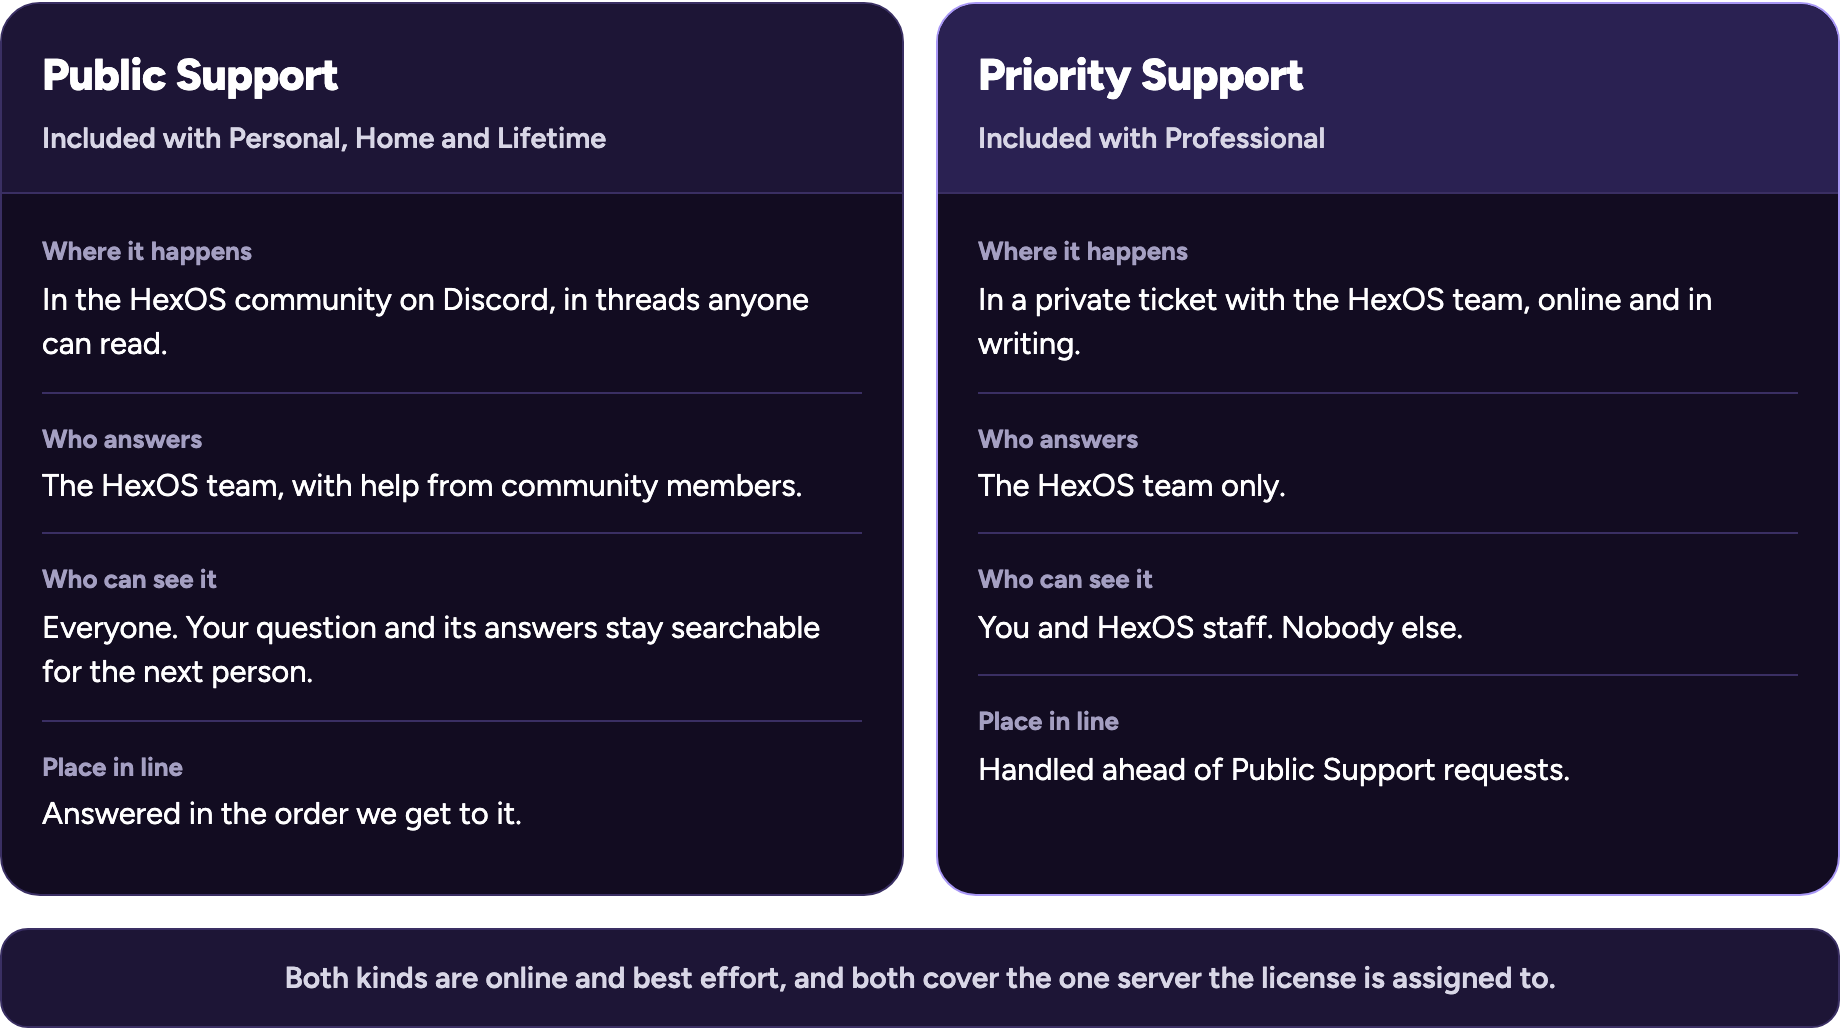 Public Support
Included with Personal, Home and Lifetime
Where it happens
In the HexOS community on Discord, in threads anyone
can read.
Who answers
The HexOS team, with help from community members.
Who can see it
Everyone. Your question and its answers stay searchable
for the next person.
Place in line
Answered in the order we get to it.
Priority Support
Included with Professional
Where it happens
In a private ticket with the HexOS team, online and in
writing.
Who answers
The HexOS team only.
Who can see it
You and HexOS staff. Nobody else.
Place in line
Handled ahead of Public Support requests.
Both kinds are online and best effort, and both cover the one server the license is assigned to.